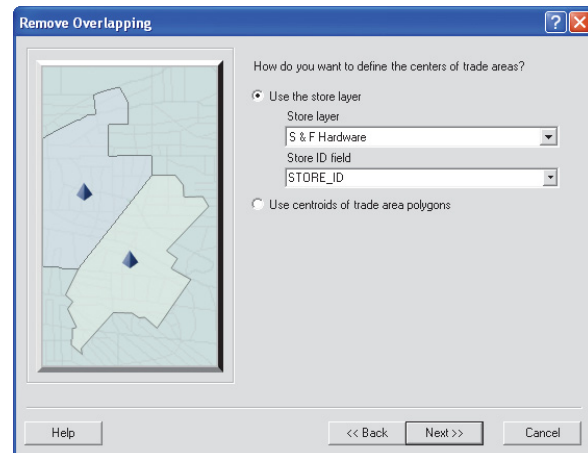 Remove Overlapping
How do you want to define the centers of trade areas?
Use the store layer
Store layer
S & F Hardware
Store ID field
STORE_ID
Use centroids of trade area polygons
Help
<< Back
Next >>
Cancel